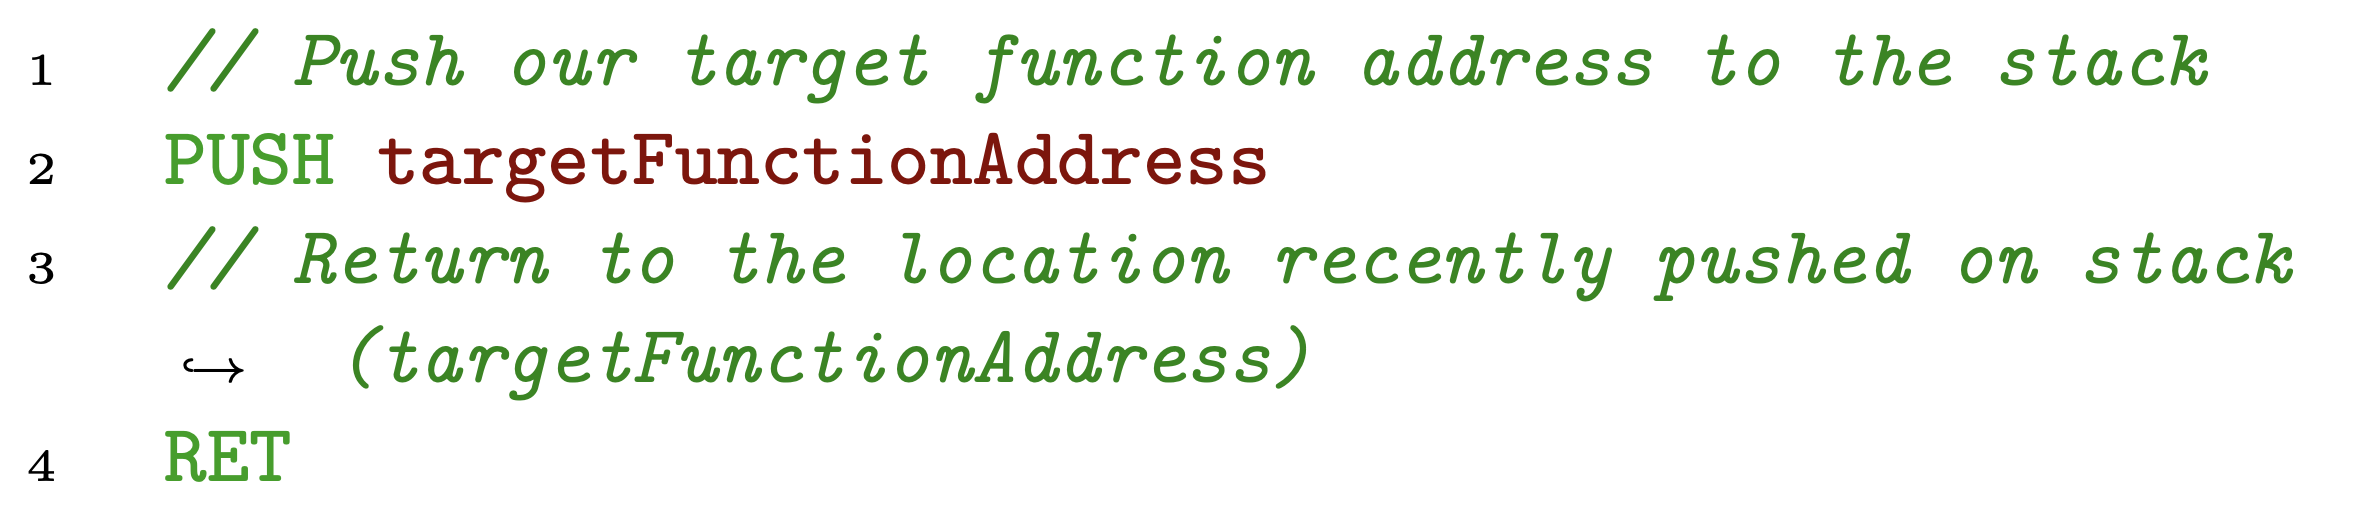 1 // Push our target function address to the stack
2 PUSH targetFunctionAddress
3 // Return to the location recently pushed on stack
↪ (targetFunctionAddress)
4 RET